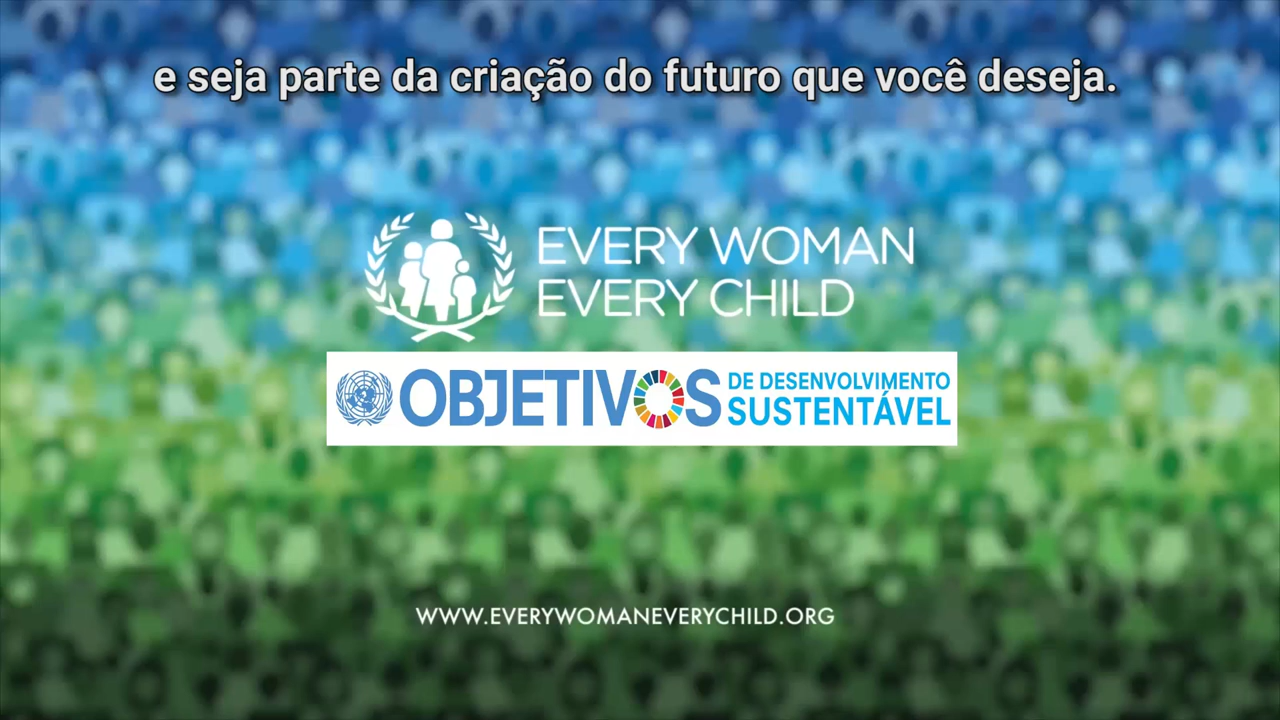 e seja parte da criação do futuro que você deseja.
EVERY WOMAN
EVERY CHILD
OBJETIVOS
DE DESENVOLVIMENTO
SUSTENTÁVEL
WWW.EVERYWOMANEVERYCHILD.ORG